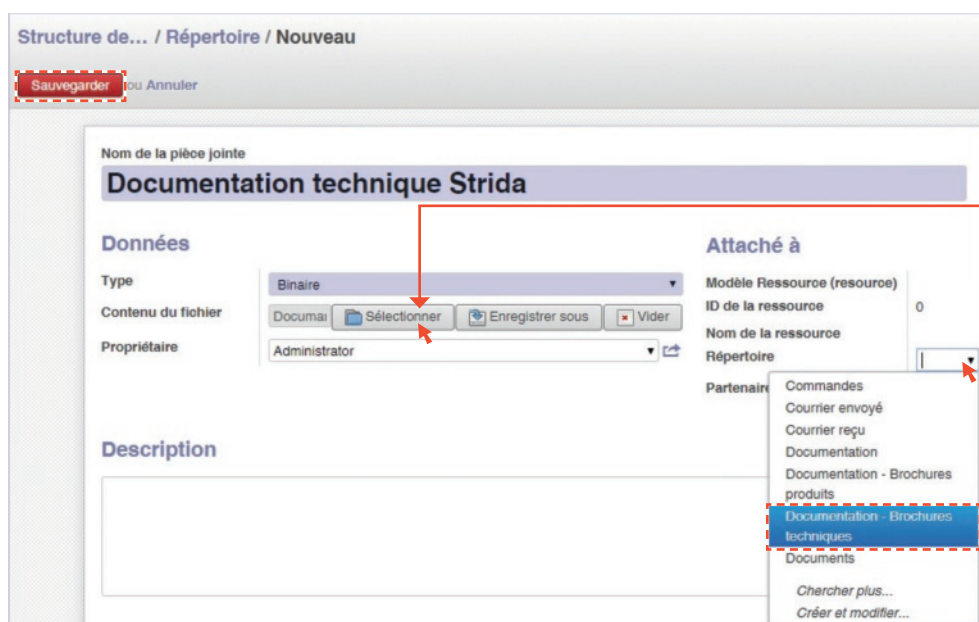 Structure de... / Répertoire / Nouveau
Sauvegarder ou Annuler
Nom de la pièce jointe
Documentation technique Strida
Données
Type
Binaire
Contenu du fichier
Documai Sélectionner Enregistrer sous Vider
Propriétaire
Administrator
Attaché à
Modèle Ressource (resource)
ID de la ressource
0
Nom de la ressource
Répertoire
Partenaire
Commandes
Courrier envoyé
Courrier reçu
Documentation
Documentation - Brochures
produits
Documentation - Brochures
techniques
Documents
Chercher plus...
Créer et modifier...
Description